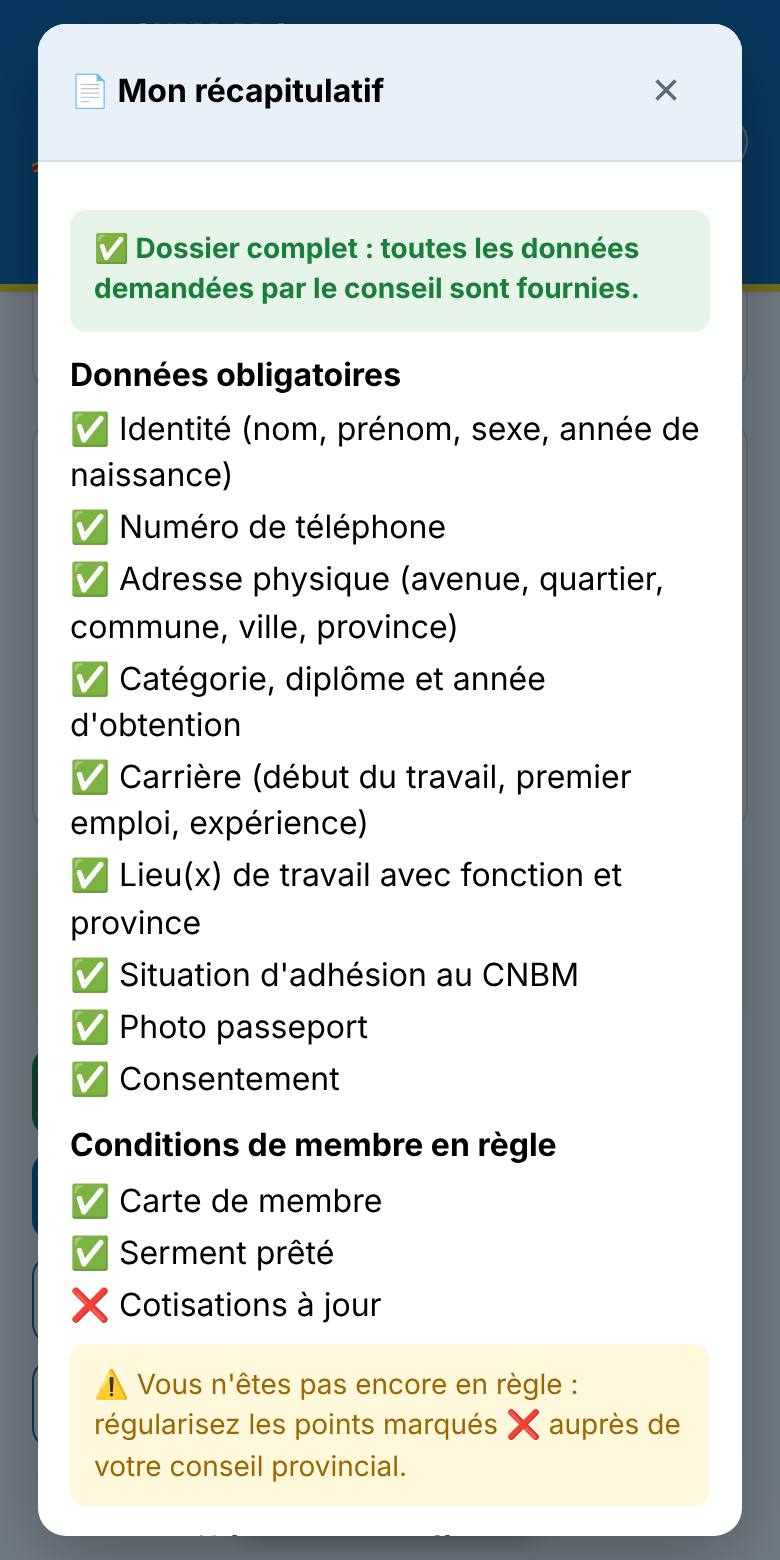 📄 Mon récapitulatif ✕
✅ Dossier complet : toutes les données
demandées par le conseil sont fournies.
Données obligatoires
✅ Identité (nom, prénom, sexe, année de
naissance)
✅ Numéro de téléphone
✅ Adresse physique (avenue, quartier,
commune, ville, province)
✅ Catégorie, diplôme et année
d'obtention
✅ Carrière (début du travail, premier
emploi, expérience)
✅ Lieu(x) de travail avec fonction et
province
✅ Situation d'adhésion au CNBM
✅ Photo passeport
✅ Consentement
Conditions de membre en règle
✅ Carte de membre
✅ Serment prêté
❌ Cotisations à jour
⚠️ Vous n'êtes pas encore en règle :
régularisez les points marqués ❌ auprès de
votre conseil provincial.